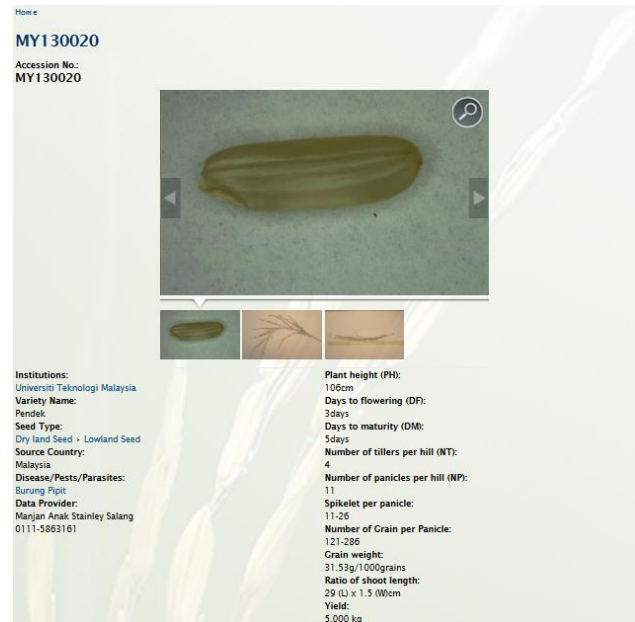 Home
MY130020
Accession No.:
MY130020
Institutions:
Universiti Teknologi Malaysia
Variety Name:
Pendek
Seed Type:
Dry land Seed › Lowland Seed
Source Country:
Malaysia
Disease/Pests/Parasites:
Burung Pipit
Data Provider:
Manjan Anak Stainley Salang
0111-5863161
Plant height (PH):
106cm
Days to flowering (DF):
3days
Days to maturity (DM):
5days
Number of tillers per hill (NT):
4
Number of panicles per hill (NP):
11
Spikelet per panicle:
11-26
Number of Grain per Panicle:
121-286
Grain weight:
31.53g/1000grains
Ratio of shoot length:
29 (L) x 1.5 (W)cm
Yield:
5,000 kg